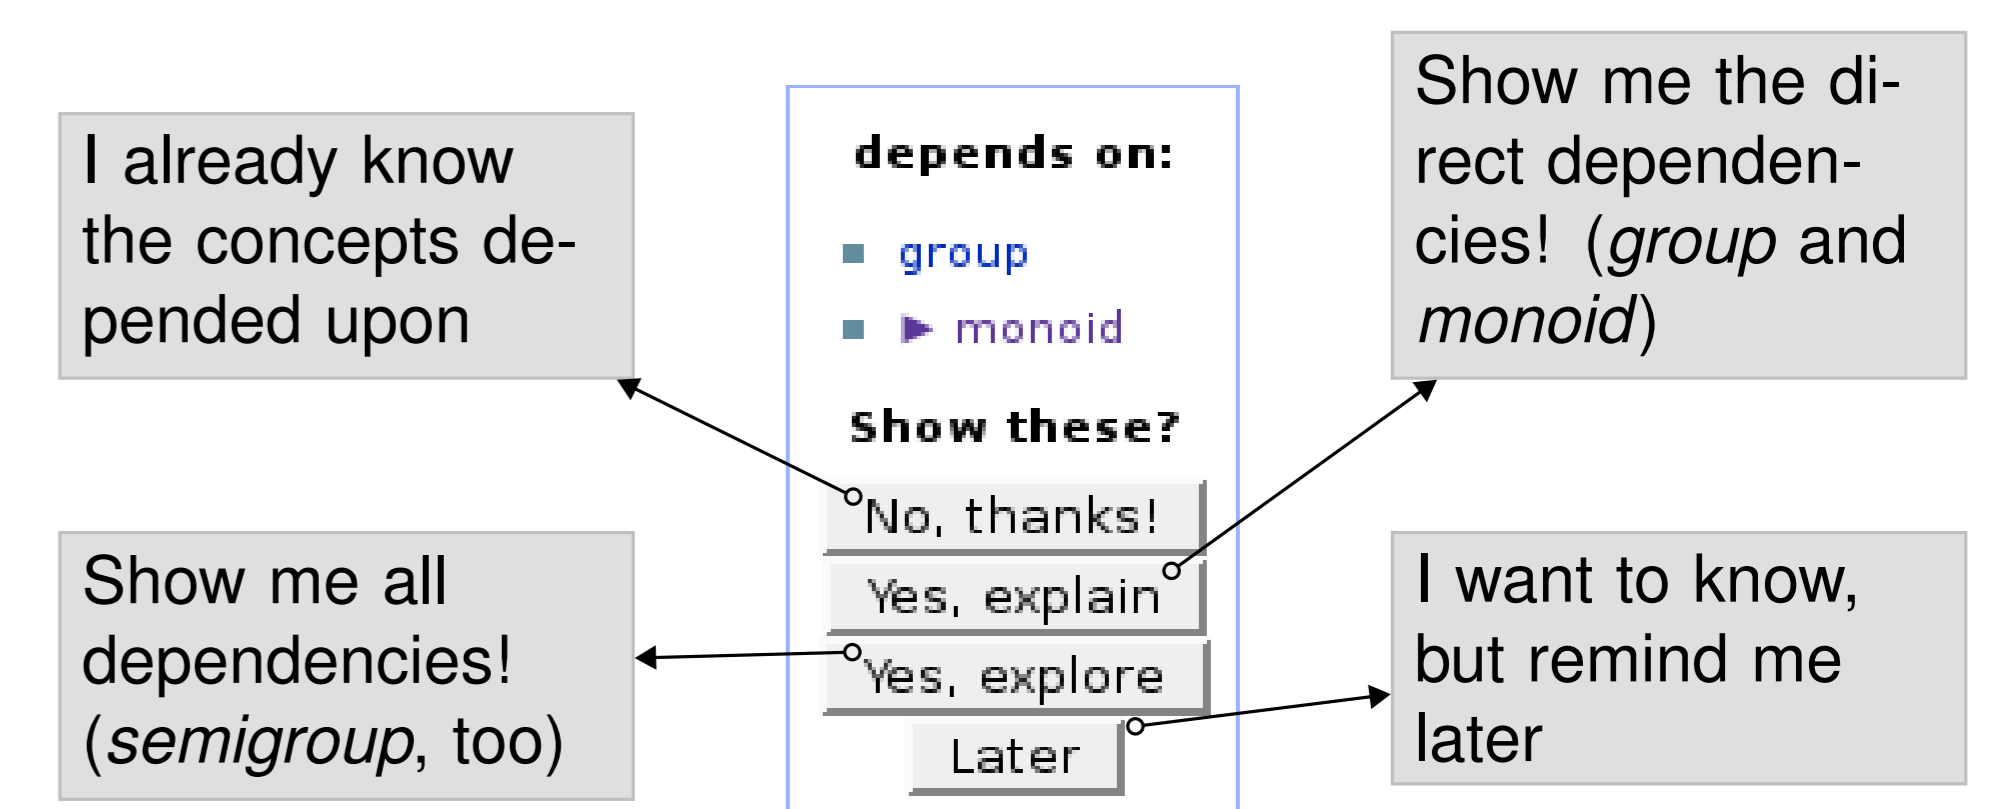 I already know
the concepts de-
pended upon
Show me all
dependencies!
(semigroup, too)
depends on:
group
monoid
Show these?
No, thanks!
Yes, explain
Yes, explore
Later
Show me the di-
rect dependen-
cies! (group and
monoid)
I want to know,
but remind me
later